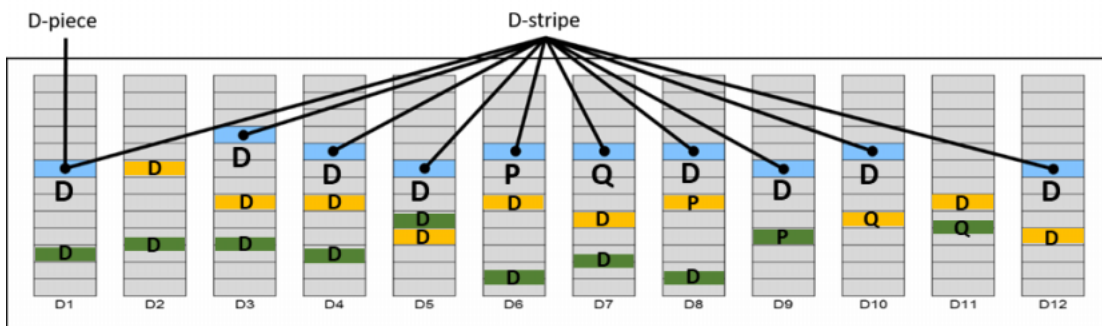 D-piece D-stripe
D D D D D P Q D D D D
D D D D D D P Q D D
D D D D D D D P Q
D1 D2 D3 D4 D5 D6 D7 D8 D9 D10 D11 D12